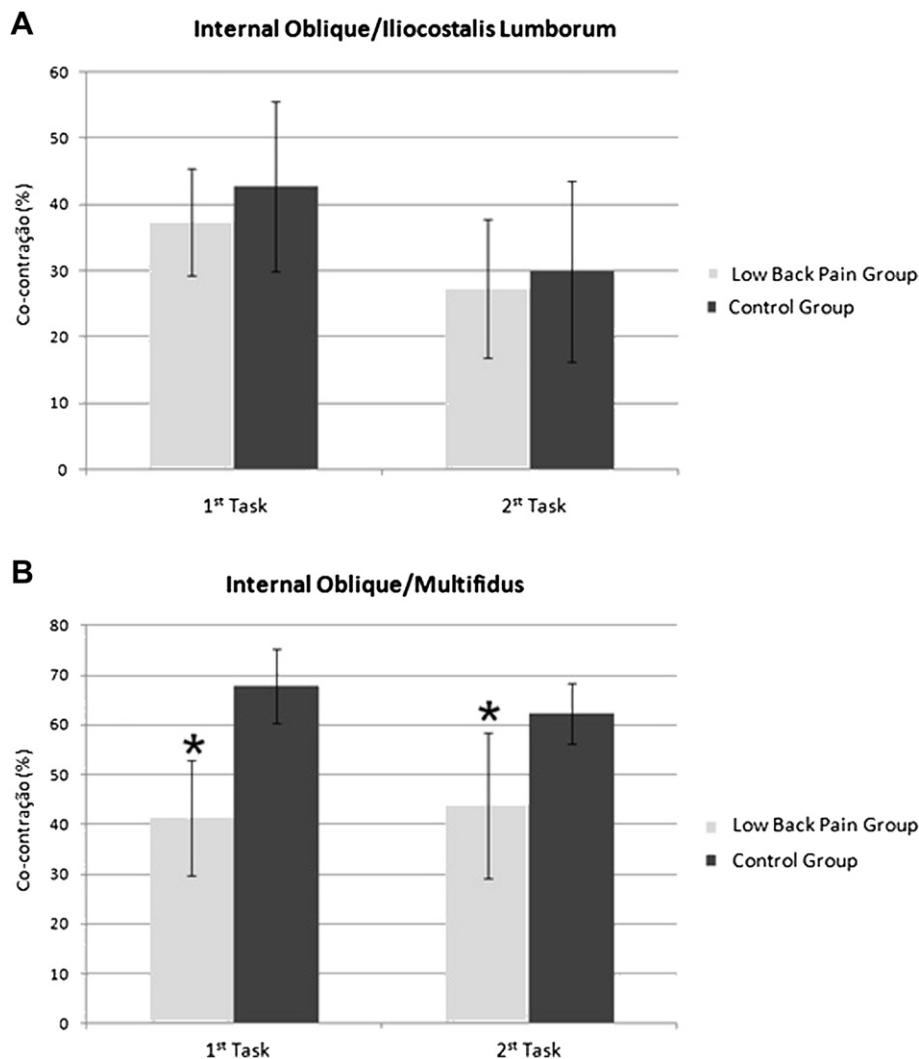 A
Internal Oblique/Iliocostalis Lumborum
60
50
40
30
20
10
0
Co-contração (%)
1st Task
2nd Task
Low Back Pain Group
Control Group
B
Internal Oblique/Multifidus
80
70
60
50
40
30
20
10
0
Co-contração (%)
*
*
1st Task
2st Task
Low Back Pain Group
Control Group